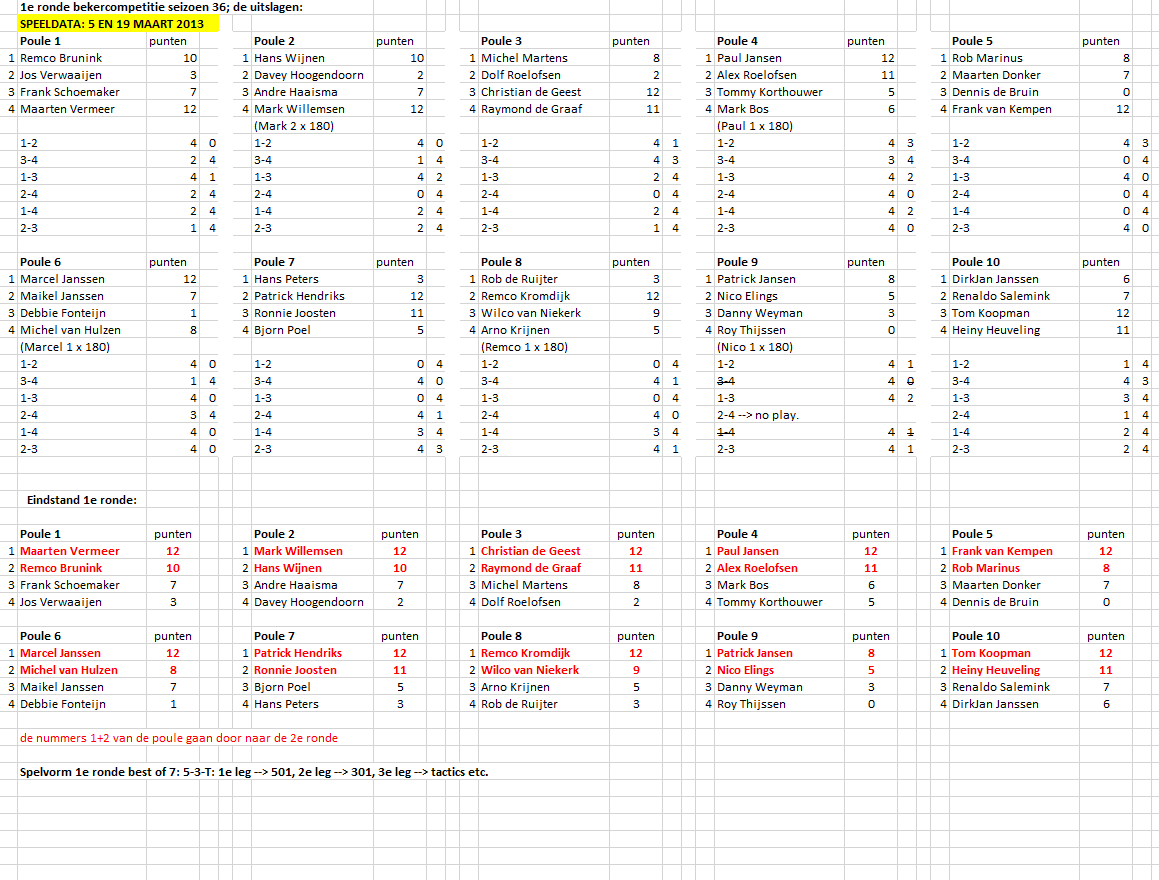 1e ronde bekercompetitie seizoen 36; de uitslagen:
SPEELDATA: 5 EN 19 MAART 2013
Poule 1 punten Poule 2 punten Poule 3 punten Poule 4 punten Poule 5 punten
1 Remco Brunink 10 1 Hans Wijnen 10 1 Michel Martens 8 1 Paul Jansen 12 1 Rob Marinus 8
2 Jos Verwaaijen 3 2 Davey Hoogendoorn 2 2 Dolf Roelofsen 2 2 Alex Roelofsen 11 2 Maarten Donker 7
3 Frank Schoemaker 7 3 Andre Haaisma 7 3 Christian de Geest 12 3 Tommy Korthouwer 5 3 Dennis de Bruin 0
4 Maarten Vermeer 12 4 Mark Willemsen 12 4 Raymond de Graaf 11 4 Mark Bos 6 4 Frank van Kempen 12
(Mark 2 x 180) (Paul 1 x 180)
1-2 4 0 1-2 4 0 1-2 4 1 1-2 4 3 1-2 4 3
3-4 2 4 3-4 1 4 3-4 4 3 3-4 3 4 3-4 0 4
1-3 4 1 1-3 4 2 1-3 2 4 1-3 4 2 1-3 4 0
2-4 2 4 2-4 0 4 2-4 0 4 2-4 4 0 2-4 0 4
1-4 2 4 1-4 2 4 1-4 2 4 1-4 4 2 1-4 0 4
2-3 1 4 2-3 2 4 2-3 1 4 2-3 4 0 2-3 4 0
Poule 6 punten Poule 7 punten Poule 8 punten Poule 9 punten Poule 10 punten
1 Marcel Janssen 12 1 Hans Peters 3 1 Rob de Ruijter 3 1 Patrick Jansen 8 1 DirkJan Janssen 6
2 Maikel Janssen 7 2 Patrick Hendriks 12 2 Remco Kromdijk 12 2 Nico Elings 5 2 Renaldo Salemink 7
3 Debbie Fonteijn 1 3 Ronnie Joosten 11 3 Wilco van Niekerk 9 3 Danny Weyman 3 3 Tom Koopman 12
4 Michel van Hulzen 8 4 Bjorn Poel 5 4 Arno Krijnen 5 4 Roy Thijssen 0 4 Heiny Heuveling 11
(Marcel 1 x 180) (Remco 1 x 180) (Nico 1 x 180)
1-2 4 0 1-2 0 4 1-2 0 4 1-2 4 1 1-2 1 4
3-4 1 4 3-4 4 0 3-4 4 1 3-4 4 0 3-4 4 3
1-3 4 0 1-3 0 4 1-3 0 4 1-3 4 2 1-3 3 4
2-4 3 4 2-4 4 1 2-4 4 0 2-4 --> no play. 2-4 1 4
1-4 4 0 1-4 3 4 1-4 3 4 1-4 4 1 1-4 2 4
2-3 4 0 2-3 4 3 2-3 4 1 2-3 4 1 2-3 2 4
Eindstand 1e ronde:
Poule 1 punten Poule 2 punten Poule 3 punten Poule 4 punten Poule 5 punten
1 Maarten Vermeer 12 1 Mark Willemsen 12 1 Christian de Geest 12 1 Paul Jansen 12 1 Frank van Kempen 12
2 Remco Brunink 10 2 Hans Wijnen 10 2 Raymond de Graaf 11 2 Alex Roelofsen 11 2 Rob Marinus 8
3 Frank Schoemaker 7 3 Andre Haaisma 7 3 Michel Martens 8 3 Mark Bos 6 3 Maarten Donker 7
4 Jos Verwaaijen 3 4 Davey Hoogendoorn 2 4 Dolf Roelofsen 2 4 Tommy Korthouwer 5 4 Dennis de Bruin 0
Poule 6 punten Poule 7 punten Poule 8 punten Poule 9 punten Poule 10 punten
1 Marcel Janssen 12 1 Patrick Hendriks 12 1 Remco Kromdijk 12 1 Patrick Jansen 8 1 Tom Koopman 12
2 Michel van Hulzen 8 2 Ronnie Joosten 11 2 Wilco van Niekerk 9 2 Nico Elings 5 2 Heiny Heuveling 11
3 Maikel Janssen 7 3 Bjorn Poel 5 3 Arno Krijnen 5 3 Danny Weyman 3 3 Renaldo Salemink 7
4 Debbie Fonteijn 1 4 Hans Peters 3 4 Rob de Ruijter 3 4 Roy Thijssen 0 4 DirkJan Janssen 6
de nummers 1+2 van de poule gaan door naar de 2e ronde
Spelvorm 1e ronde best of 7: 5-3-T: 1e leg --> 501, 2e leg --> 301, 3e leg --> tactics etc.